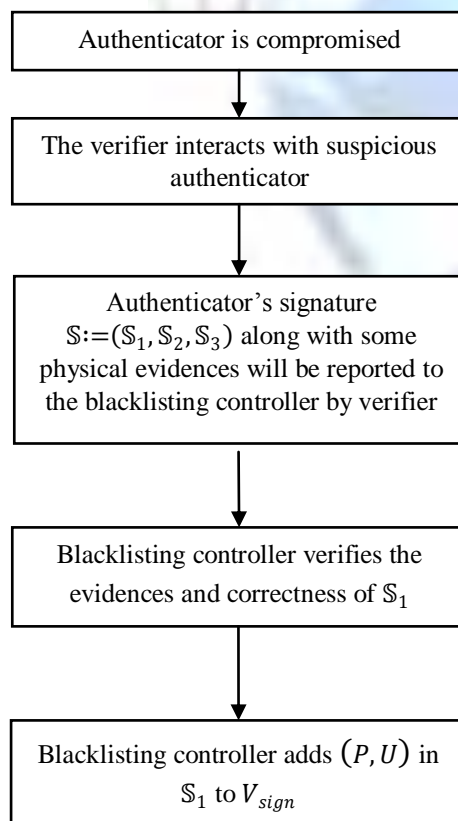 Authenticator is compromised
The verifier interacts with suspicious
authenticator
Authenticator’s signature
𝕊:=(𝕊₁, 𝕊₂, 𝕊₃) along with some
physical evidences will be reported to
the blacklisting controller by verifier
Blacklisting controller verifies the
evidences and correctness of 𝕊₁
Blacklisting controller adds (P, U) in
𝕊₁ to V_sign